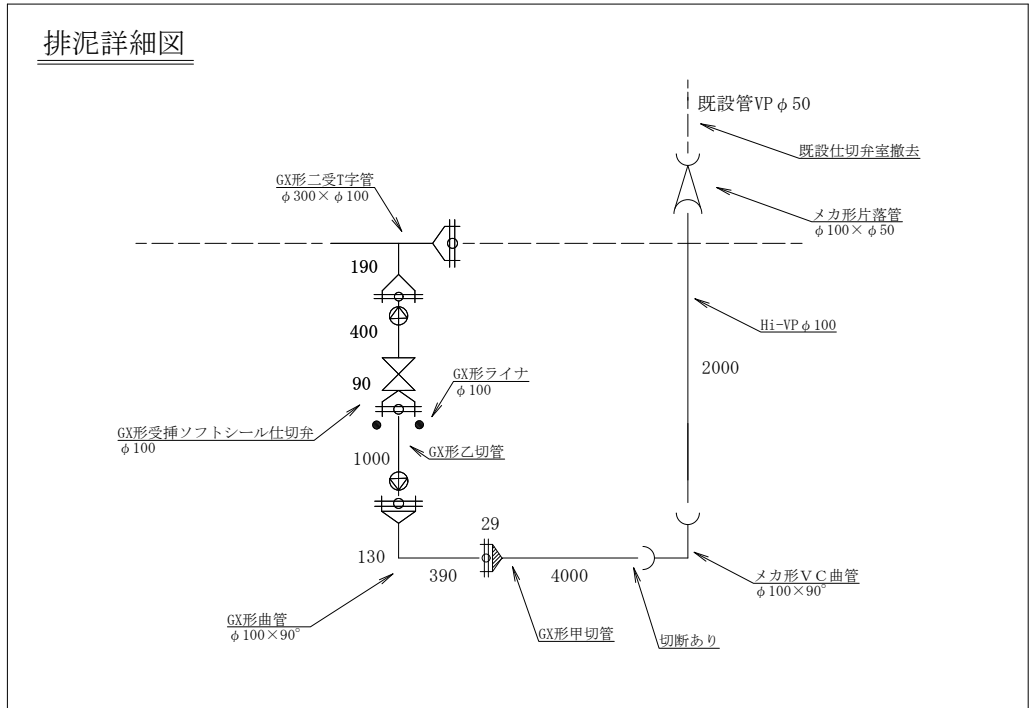 排泥詳細図
既設管VPφ50
既設仕切弁室撤去
GX形二受T字管
φ300×φ100
メカ形片落管
φ100×φ50
190
400
Hi-VPφ100
2000
90
GX形ライナ
φ100
GX形受挿ソフトシール仕切弁
φ100
1000
GX形乙切管
29
130
390
4000
メカ形VC曲管
φ100×90°
GX形曲管
φ100×90°
GX形甲切管
切断あり